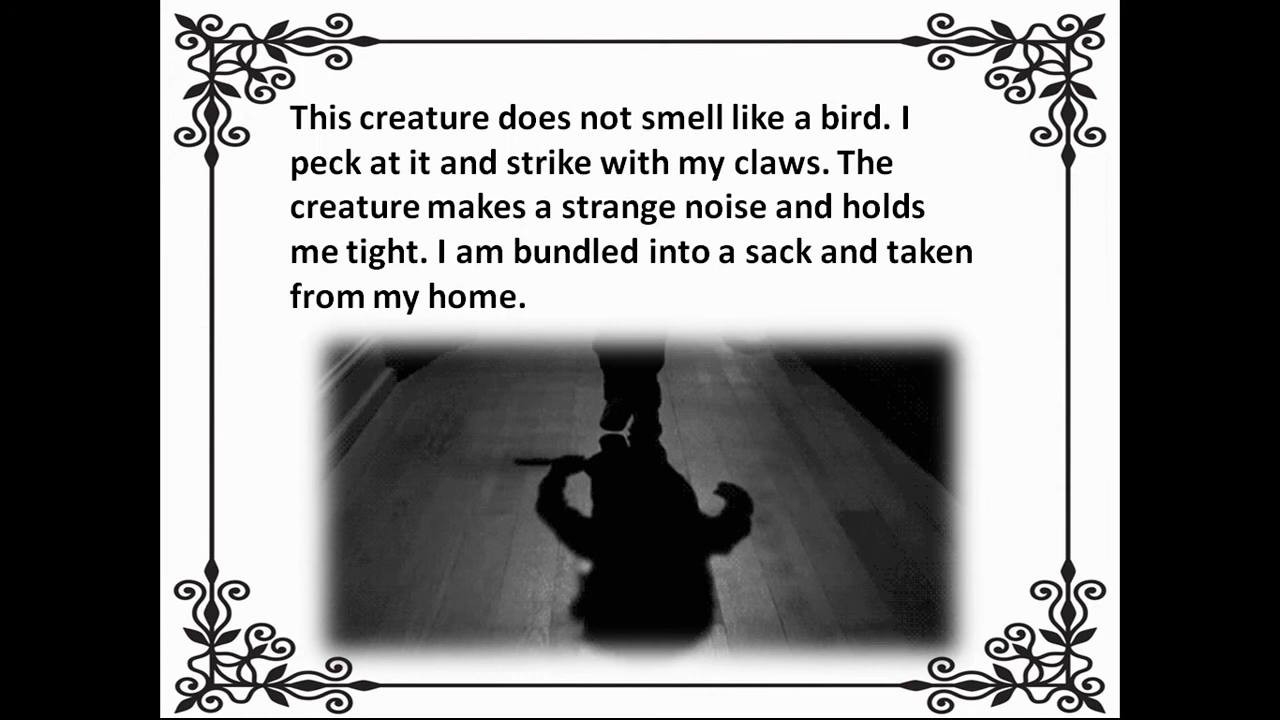 This creature does not smell like a bird. I
peck at it and strike with my claws. The
creature makes a strange noise and holds
me tight. I am bundled into a sack and taken
from my home.